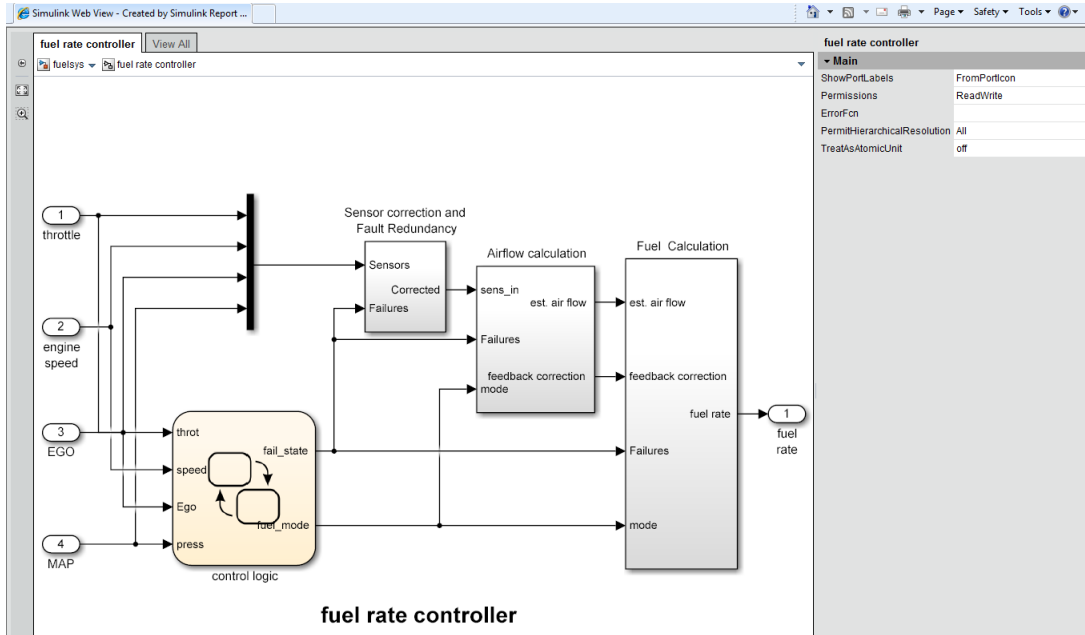 Simulink Web View - Created by Simulink Report ...
Page Safety Tools
fuel rate controller View All
fuelsys fuel rate controller
fuel rate controller
Main
ShowPortLabels FromPortIcon
Permissions ReadWrite
ErrorFcn
PermitHierarchicalResolution All
TreatAsAtomicUnit off
1
throttle
2
engine
speed
3
EGO
4
MAP
Sensor correction and
Fault Redundancy
Sensors
Corrected
Failures
Airflow calculation
sens_in
est. air flow
Failures
feedback correction
mode
Fuel Calculation
est. air flow
feedback correction
fuel rate
Failures
mode
1
fuel
rate
throt
fail_state
speed
Ego
fuel_mode
press
control logic
fuel rate controller